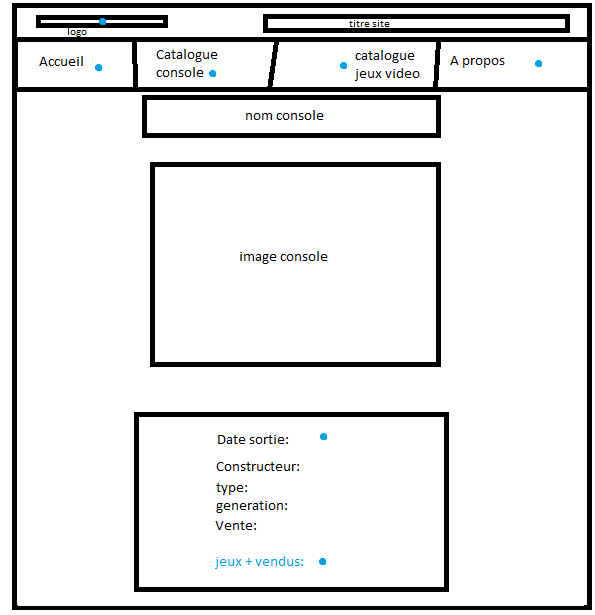 titre site
logo
Accueil
Catalogue
console
catalogue
jeux video
A propos
nom console
image console
Date sortie:
Constructeur:
type:
generation:
Vente:
jeux + vendus: